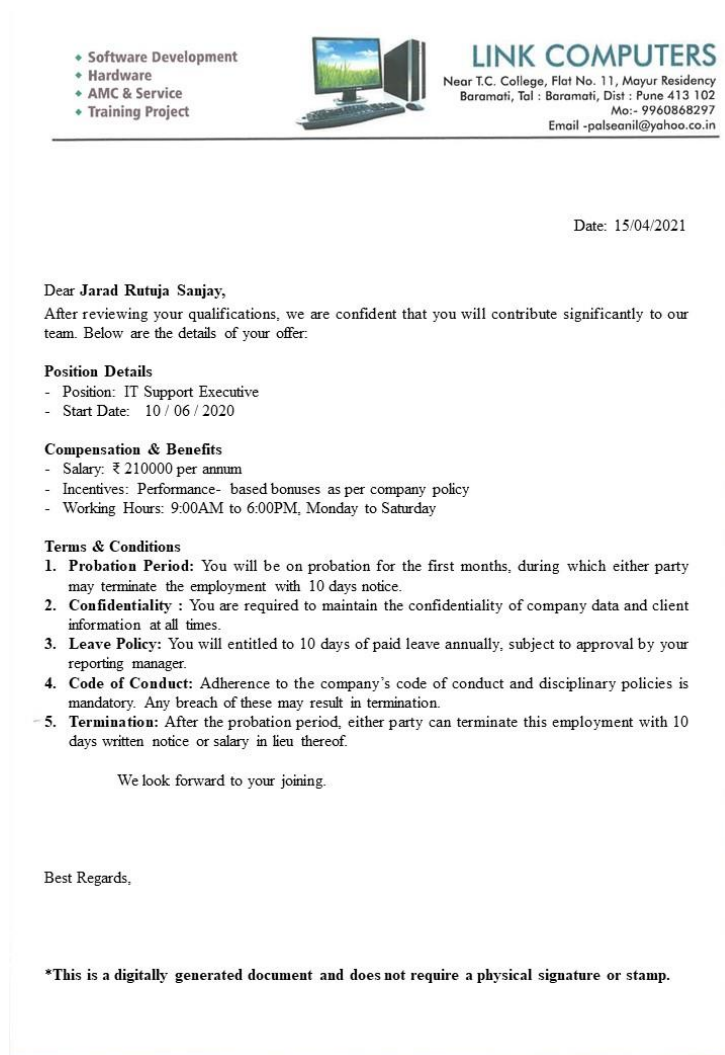 Software Development
Hardware
AMC & Service
Training Project
LINK COMPUTERS
Near T.C. College, Flat No. 11, Mayur Residency
Baramati, Tal : Baramati, Dist : Pune 413 102
Mo:- 9960868297
Email -palseanil@yahoo.co.in
Date: 15/04/2021
Dear Jarad Rutuja Sanjay,
After reviewing your qualifications, we are confident that you will contribute significantly to our
team. Below are the details of your offer:
Position Details
- Position: IT Support Executive
- Start Date: 10 / 06 / 2020
Compensation & Benefits
- Salary: ₹ 210000 per annum
- Incentives: Performance- based bonuses as per company policy
- Working Hours: 9:00AM to 6:00PM, Monday to Saturday
Terms & Conditions
1. Probation Period: You will be on probation for the first months, during which either party
may terminate the employment with 10 days notice.
2. Confidentiality : You are required to maintain the confidentiality of company data and client
information at all times.
3. Leave Policy: You will entitled to 10 days of paid leave annually, subject to approval by your
reporting manager.
4. Code of Conduct: Adherence to the company's code of conduct and disciplinary policies is
mandatory. Any breach of these may result in termination.
5. Termination: After the probation period, either party can terminate this employment with 10
days written notice or salary in lieu thereof.
We look forward to your joining.
Best Regards,
*This is a digitally generated document and does not require a physical signature or stamp.